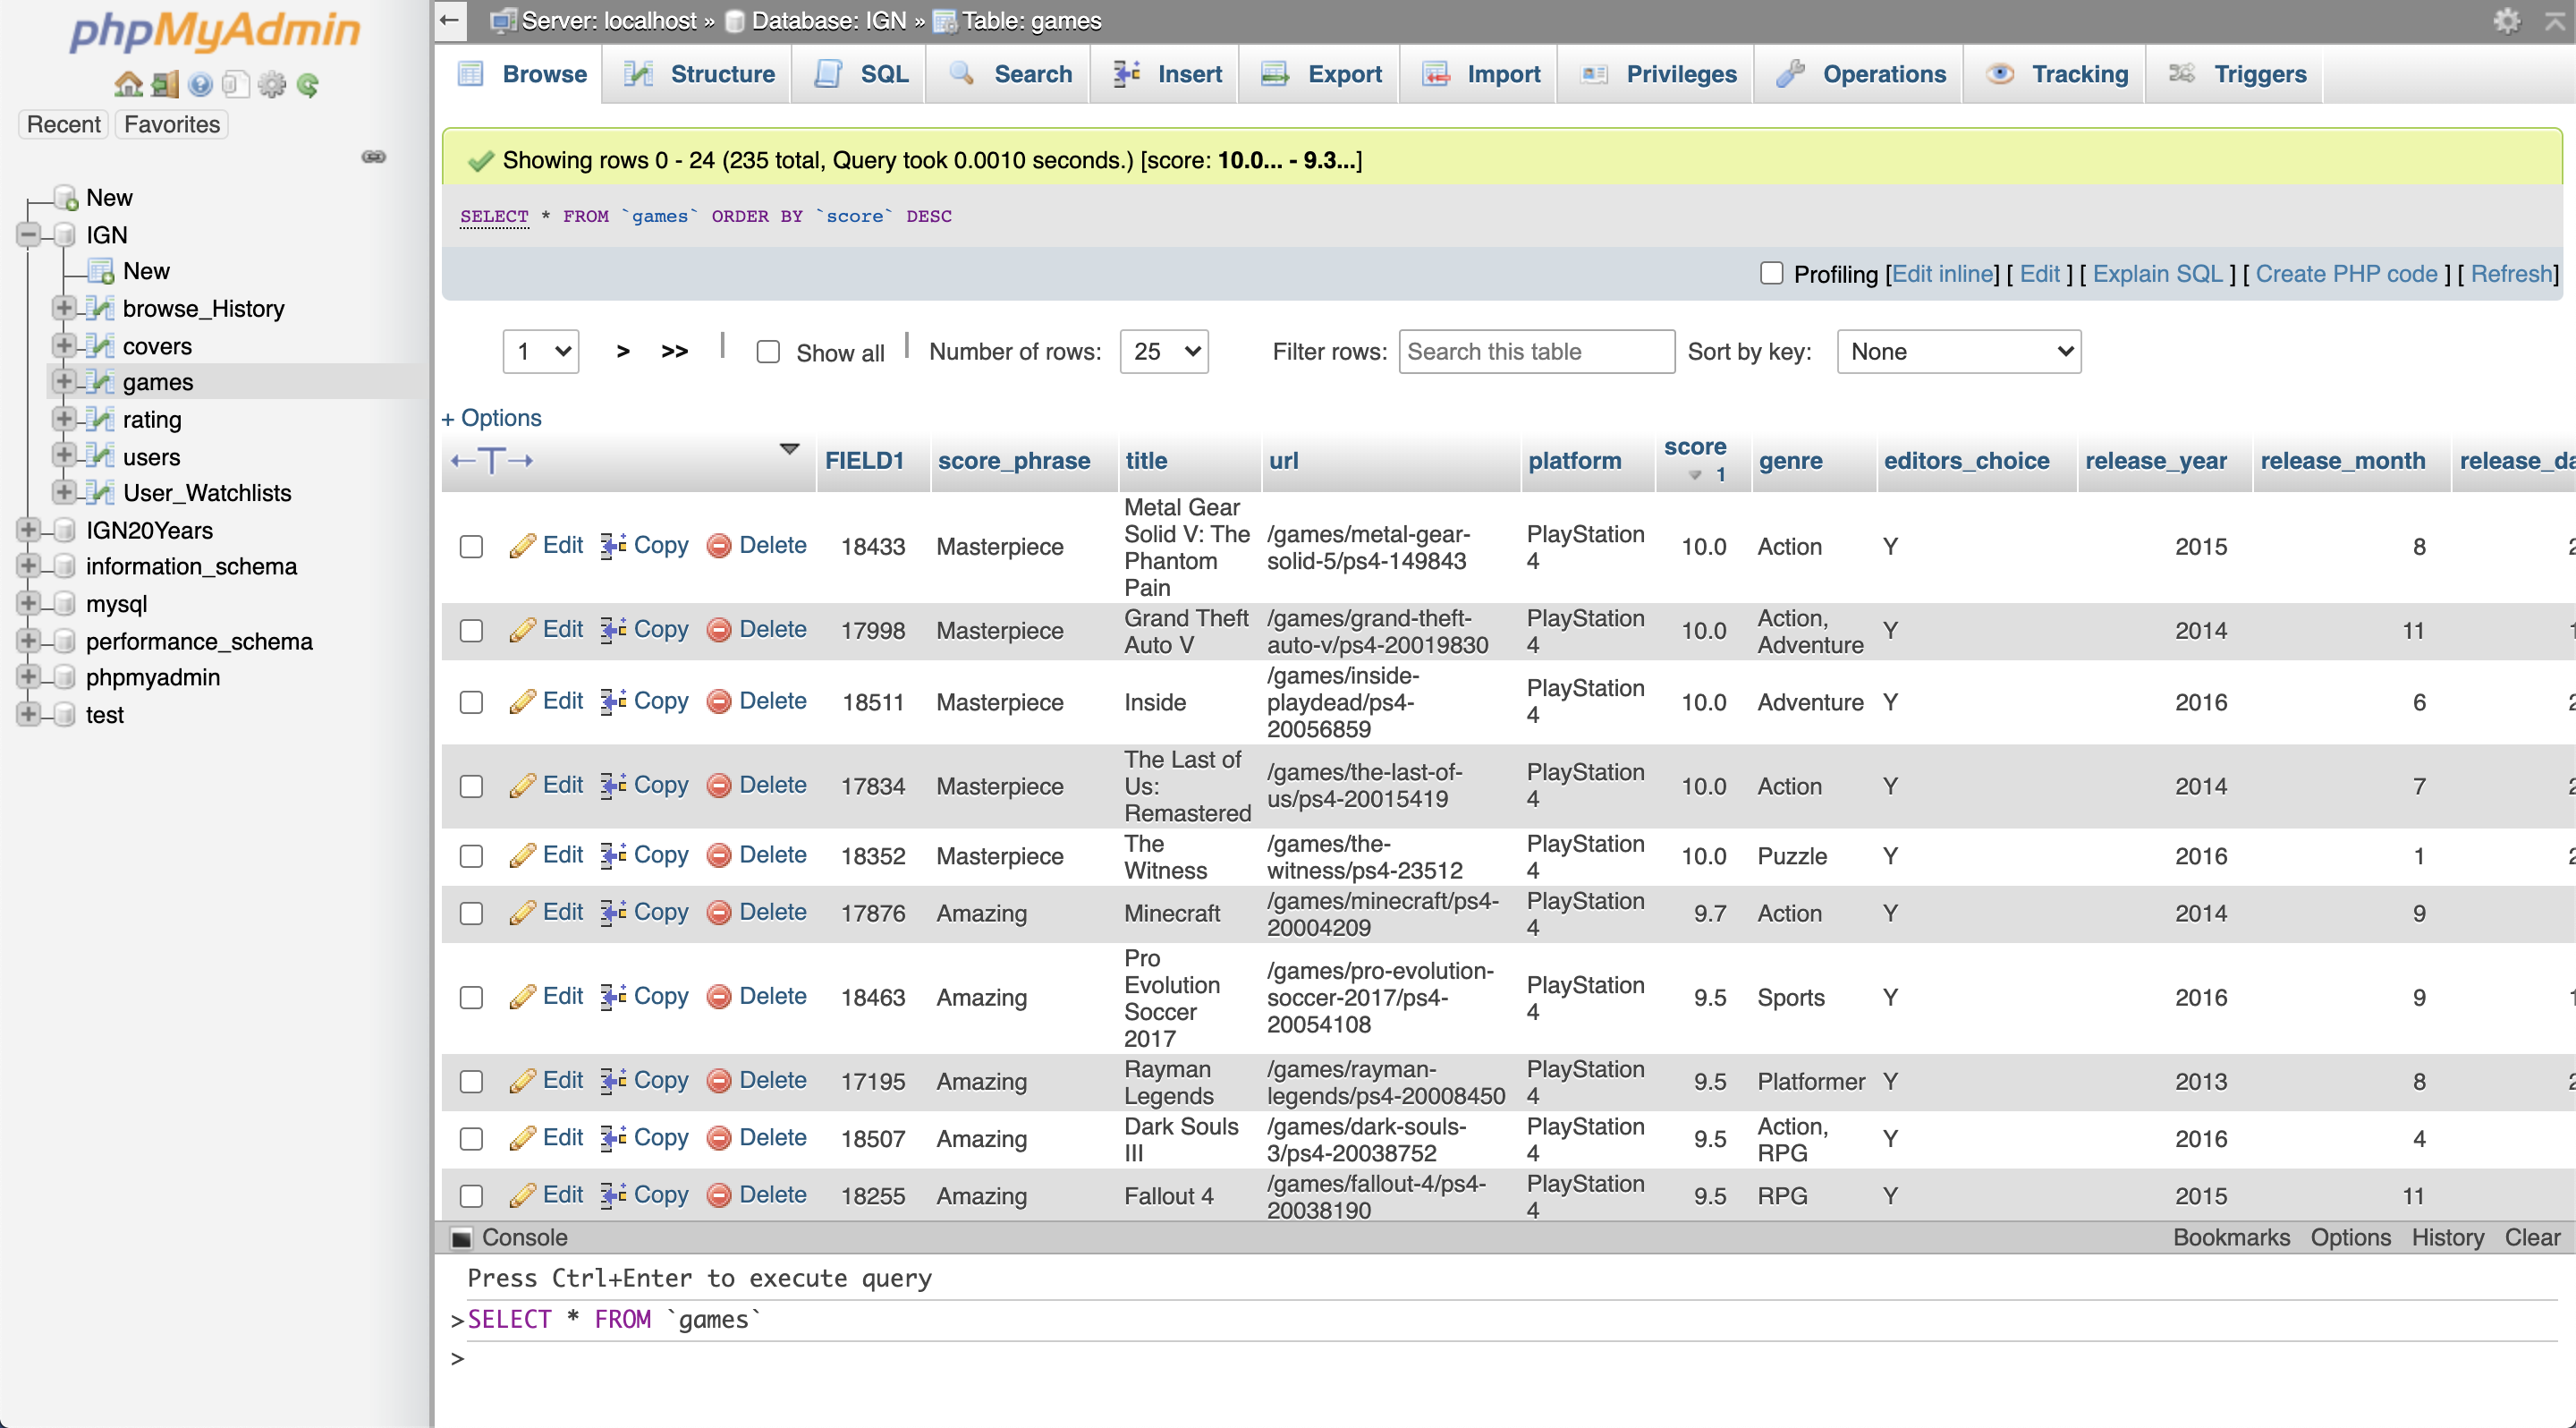 phpMyAdmin
Recent Favorites
New
IGN
New
browse_History
covers
games
rating
users
User_Watchlists
IGN20Years
information_schema
mysql
performance_schema
phpmyadmin
test
← Server: localhost » Database: IGN » Table: games
Browse Structure SQL Search Insert Export Import Privileges Operations Tracking Triggers
Showing rows 0 - 24 (235 total, Query took 0.0010 seconds.) [score: 10.0... - 9.3...]
SELECT * FROM `games` ORDER BY `score` DESC
Profiling [Edit inline] [ Edit ] [ Explain SQL ] [ Create PHP code ] [ Refresh]
1 > >> | Show all | Number of rows: 25 Filter rows: Search this table Sort by key: None
+ Options
←T→ FIELD1 score_phrase title url platform score 1 genre editors_choice release_year release_month release_da
Edit Copy Delete 18433 Masterpiece Metal Gear Solid V: The Phantom Pain /games/metal-gear-solid-5/ps4-149843 PlayStation 4 10.0 Action Y 2015 8
Edit Copy Delete 17998 Masterpiece Grand Theft Auto V /games/grand-theft-auto-v/ps4-20019830 PlayStation 4 10.0 Action, Adventure Y 2014 11
Edit Copy Delete 18511 Masterpiece Inside /games/inside-playdead/ps4-20056859 PlayStation 4 10.0 Adventure Y 2016 6
Edit Copy Delete 17834 Masterpiece The Last of Us: Remastered /games/the-last-of-us/ps4-20015419 PlayStation 4 10.0 Action Y 2014 7
Edit Copy Delete 18352 Masterpiece The Witness /games/the-witness/ps4-23512 PlayStation 4 10.0 Puzzle Y 2016 1
Edit Copy Delete 17876 Amazing Minecraft /games/minecraft/ps4-20004209 PlayStation 4 9.7 Action Y 2014 9
Edit Copy Delete 18463 Amazing Pro Evolution Soccer 2017 /games/pro-evolution-soccer-2017/ps4-20054108 PlayStation 4 9.5 Sports Y 2016 9
Edit Copy Delete 17195 Amazing Rayman Legends /games/rayman-legends/ps4-20008450 PlayStation 4 9.5 Platformer Y 2013 8
Edit Copy Delete 18507 Amazing Dark Souls III /games/dark-souls-3/ps4-20038752 PlayStation 4 9.5 Action, RPG Y 2016 4
Edit Copy Delete 18255 Amazing Fallout 4 /games/fallout-4/ps4-20038190 PlayStation 4 9.5 RPG Y 2015 11
Console Bookmarks Options History Clear
Press Ctrl+Enter to execute query
>SELECT * FROM `games`
>